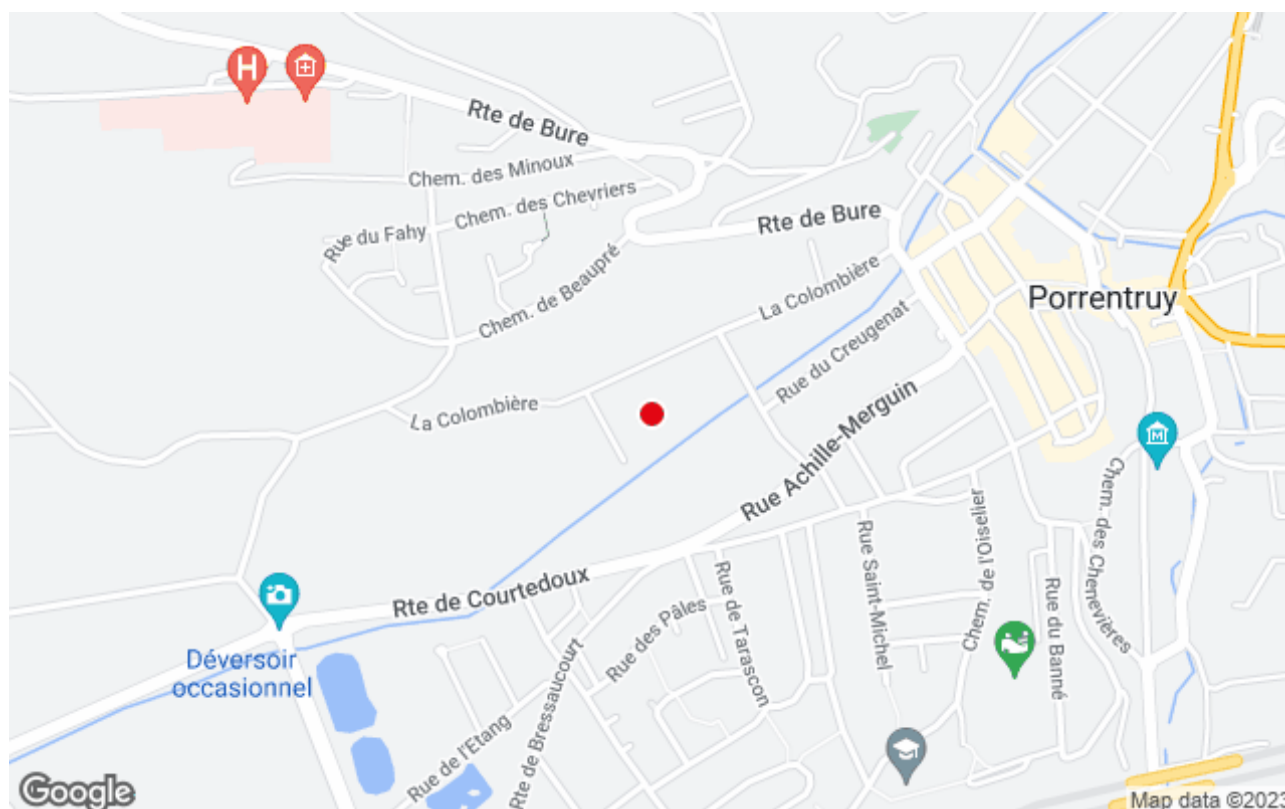 H
Rte de Bure
Chem. des Minoux
Chem. des Chevriers
Rue du Fahy
Rte de Bure
Chem. de Beaupré
La Colombière
Porrentruy
Rue du Creugenat
La Colombière
Rue Achille-Merguin
M
Chem. des Chenevières
Chem. de l'Oiselier
Rue Saint-Michel
Rte de Courtedoux
Rue de Tarascon
Rue des Pâles
Rue du Banné
Déversoir
occasionnel
Rte de Bressaucourt
Rue de l'Etang
Google
Map data ©202